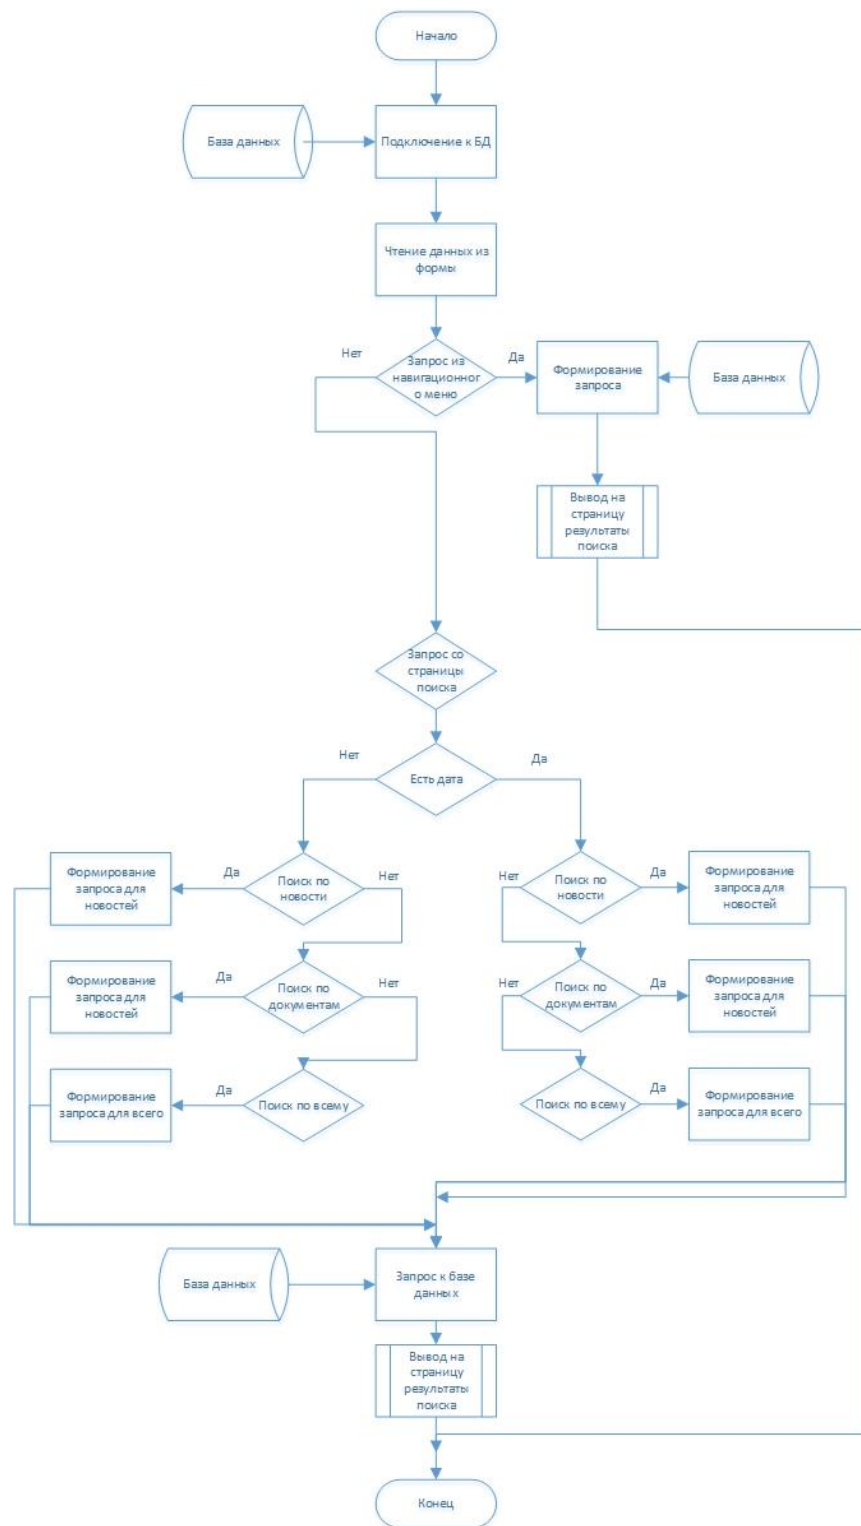 Начало
База данных
Подключение к БД
Чтение данных из
формы
Нет
Запрос из
навигационног
о меню
Да
Формирование
запроса
База данных
Вывод на
страницу
результаты
поиска
Запрос со
страницы
поиска
Нет
Есть дата
Да
Формирование
запроса для
новостей
Да
Поиск по
новости
Нет
Нет
Поиск по
новости
Да
Формирование
запроса для
новостей
Формирование
запроса для
новостей
Да
Поиск по
документам
Нет
Нет
Поиск по
документам
Да
Формирование
запроса для
новостей
Формирование
запроса для всего
Да
Поиск по всему
Поиск по всему
Да
Формирование
запроса для всего
База данных
Запрос к базе
данных
Вывод на
страницу
результаты
поиска
Конец